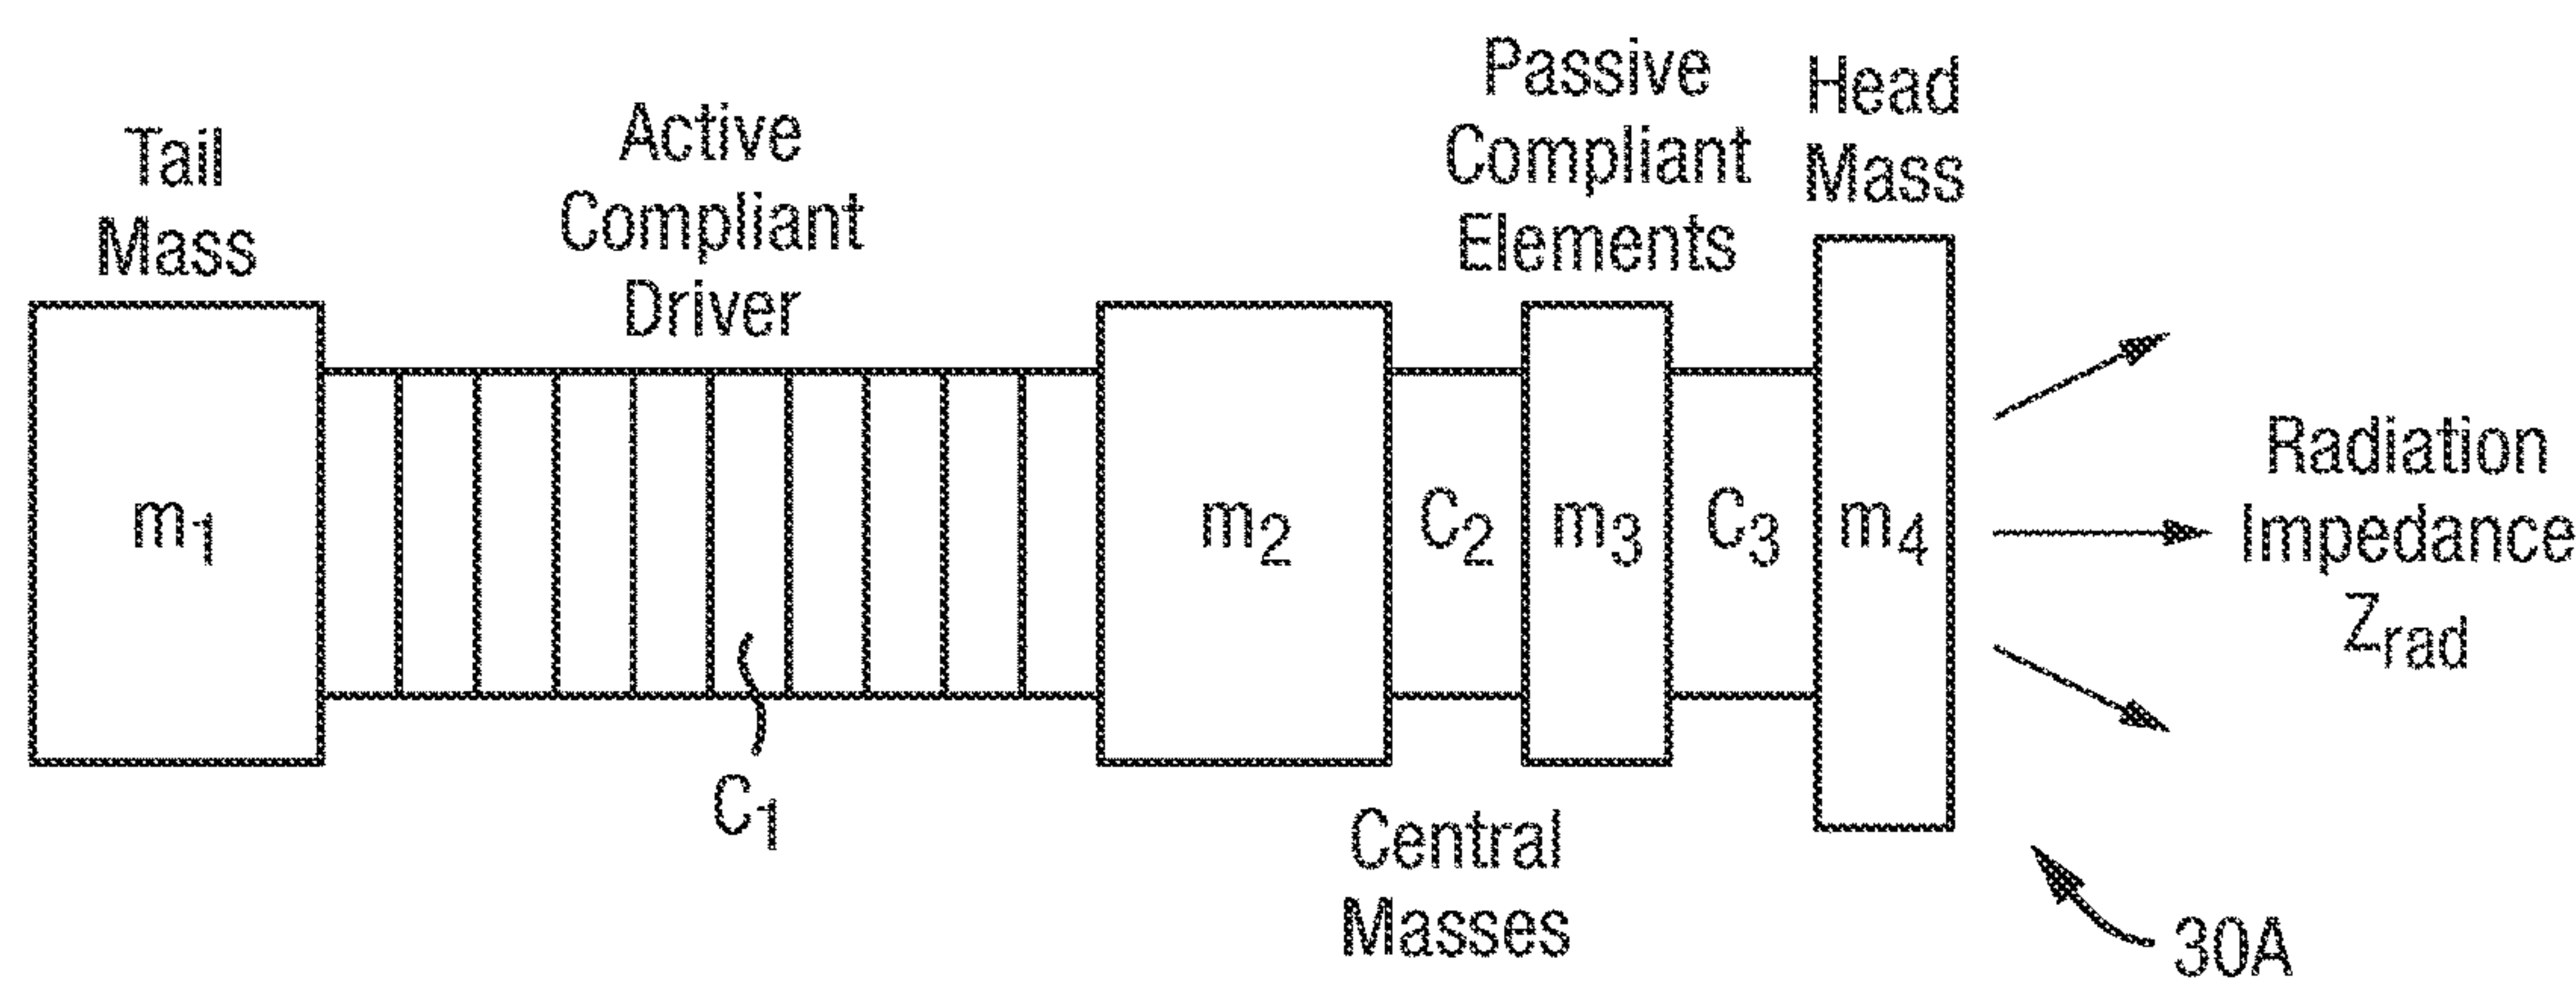 Tail
Mass
Active
Compliant
Driver
Passive
Compliant
Elements
Head
Mass
m1
m2
C2
m3
C3
m4
Radiation
Impedance
Zrad
C1
Central
Masses
30A